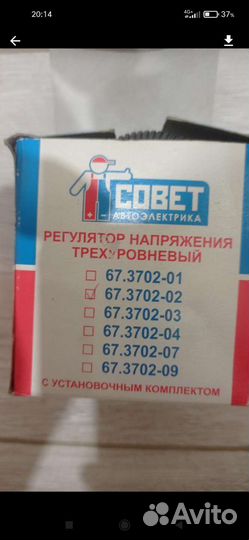 20:14
4G+
37%
СОВЕТ
АВТОЭЛЕКТРИКА
РЕГУЛЯТОР НАПРЯЖЕНИЯ
ТРЕХУРОВНЕВЫЙ
67.3702-01
67.3702-02
67.3702-03
67.3702-04
67.3702-07
67.3702-09
С УСТАНОВОЧНЫМ КОМПЛЕКТОМ
Avito